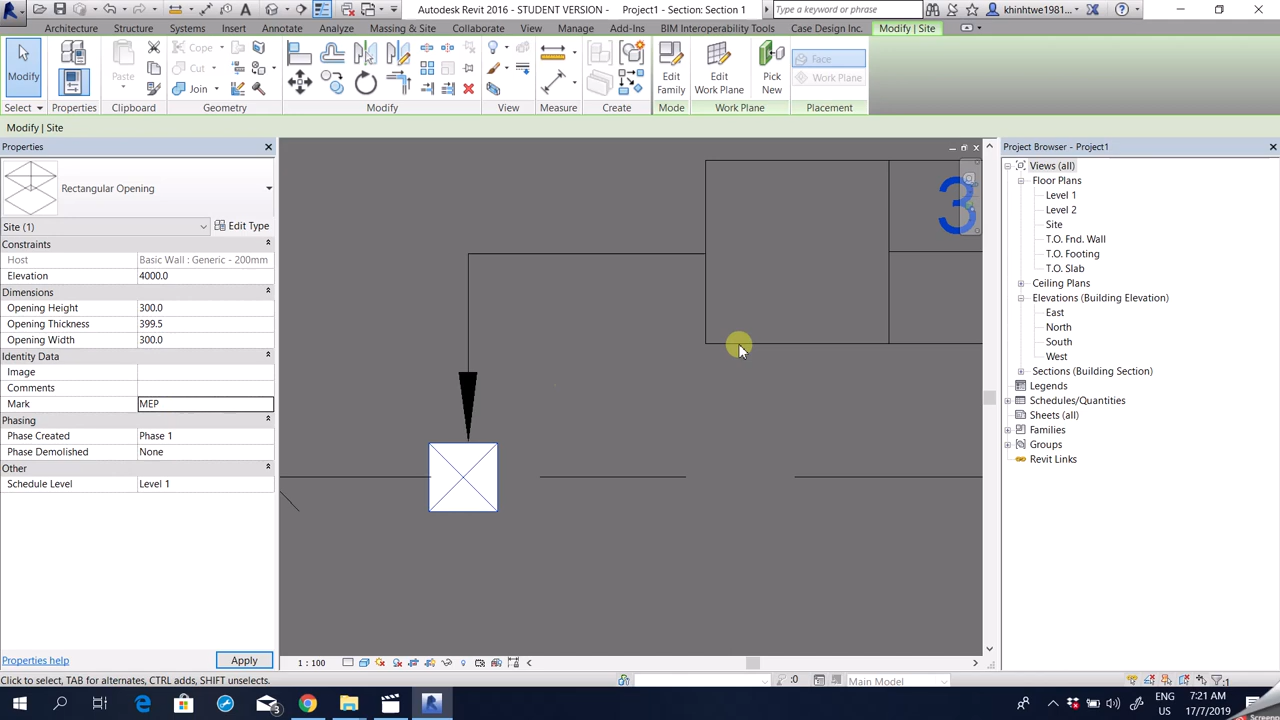 Autodesk Revit 2016 - STUDENT VERSION - Project1 - Section: Section 1
Type a keyword or phrase
khinhtwe1981...
Architecture Structure Systems Insert Annotate Analyze Massing & Site Collaborate View Manage Add-Ins BIM Interoperability Tools Case Design Inc. Modify | Site
Modify
Paste
Cope
Cut
Join
Edit Family
Edit Work Plane
Pick New
Face
Work Plane
Select Properties Clipboard Geometry Modify View Measure Create Mode Work Plane Placement
Modify | Site
Properties
Rectangular Opening
Site (1)
Edit Type
Constraints
Host Basic Wall : Generic - 200mm
Elevation 4000.0
Dimensions
Opening Height 300.0
Opening Thickness 399.5
Opening Width 300.0
Identity Data
Image
Comments
Mark MEP
Phasing
Phase Created Phase 1
Phase Demolished None
Other
Schedule Level Level 1
Properties help
Apply
3
1 : 100
Project Browser - Project1
Views (all)
Floor Plans
Level 1
Level 2
Site
T.O. Fnd. Wall
T.O. Footing
T.O. Slab
Ceiling Plans
Elevations (Building Elevation)
East
North
South
West
Sections (Building Section)
Legends
Schedules/Quantities
Sheets (all)
Families
Groups
Revit Links
Click to select, TAB for alternates, CTRL adds, SHIFT unselects.
:0
Main Model
:1
3
ENG
US
7:21 AM
17/7/2019